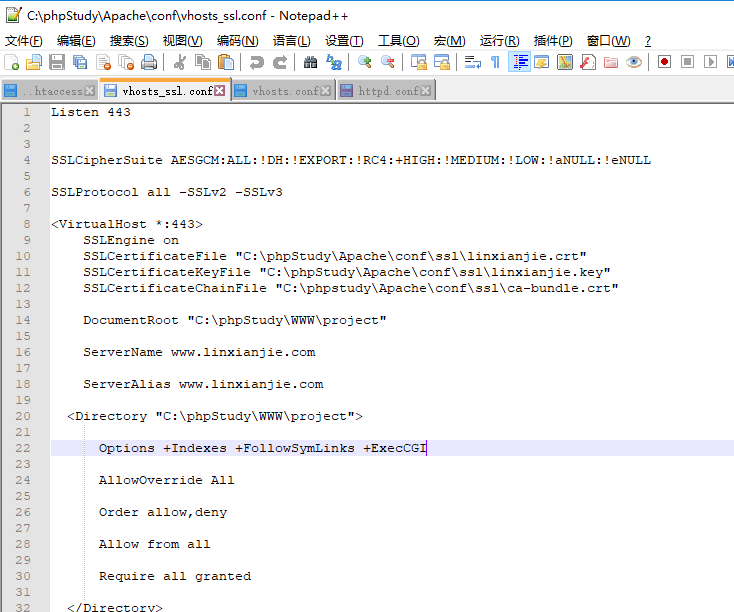 C:\phpStudy\Apache\conf\vhosts_ssl.conf - Notepad++
文件(F) 编辑(E) 搜索(S) 视图(V) 编码(N) 语言(L) 设置(T) 工具(O) 宏(M) 运行(R) 插件(P) 窗口(W) ?
.htaccess vhosts_ssl.conf vhosts.conf httpd.conf
1 Listen 443
2
3
4 SSLCipherSuite AESGCM:ALL:!DH:!EXPORT:!RC4:+HIGH:!MEDIUM:!LOW:!aNULL:!eNULL
5
6 SSLProtocol all -SSLv2 -SSLv3
7
8 <VirtualHost *:443>
9 SSLEngine on
10 SSLCertificateFile "C:\phpStudy\Apache\conf\ssl\linxianjie.crt"
11 SSLCertificateKeyFile "C:\phpStudy\Apache\conf\ssl\linxianjie.key"
12 SSLCertificateChainFile "C:\phpstudy\Apache\conf\ssl\ca-bundle.crt"
13
14 DocumentRoot "C:\phpStudy\WWW\project"
15
16 ServerName www.linxianjie.com
17
18 ServerAlias www.linxianjie.com
19
20 <Directory "C:\phpStudy\WWW\project">
21
22 Options +Indexes +FollowSymLinks +ExecCGI
23
24 AllowOverride All
25
26 Order allow,deny
27
28 Allow from all
29
30 Require all granted
31
32 </Directory>